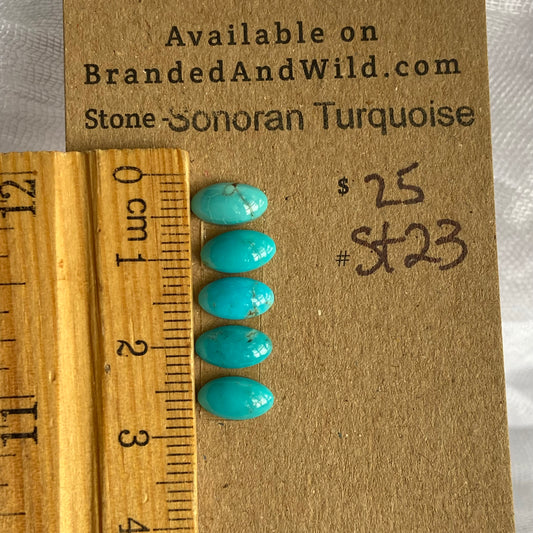 Available on
BrandedAndWild.com
Stone - Sonoran Turquoise
$ 25
# St23
0 cm 1 2 3 4
12 11